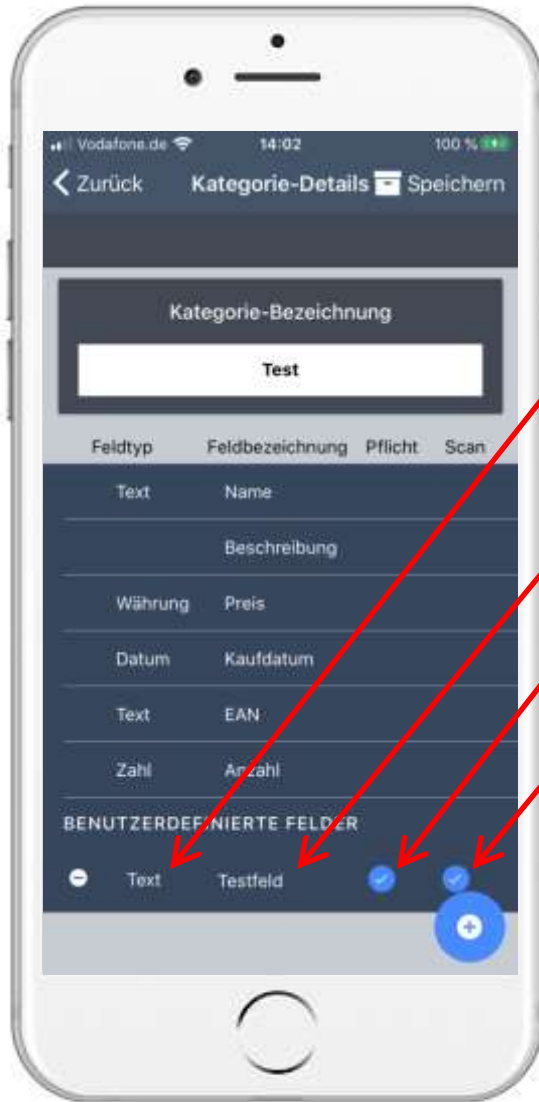 Vodafone.de 14:02 100 %
Zurück Kategorie-Details Speichern
Kategorie-Bezeichnung
Test
Feldtyp Feldbezeichnung Pflicht Scan
Text Name
Beschreibung
Währung Preis
Datum Kaufdatum
Text EAN
Zahl Anzahl
BENUTZERDEFINIERTE FELDER
Text Testfeld